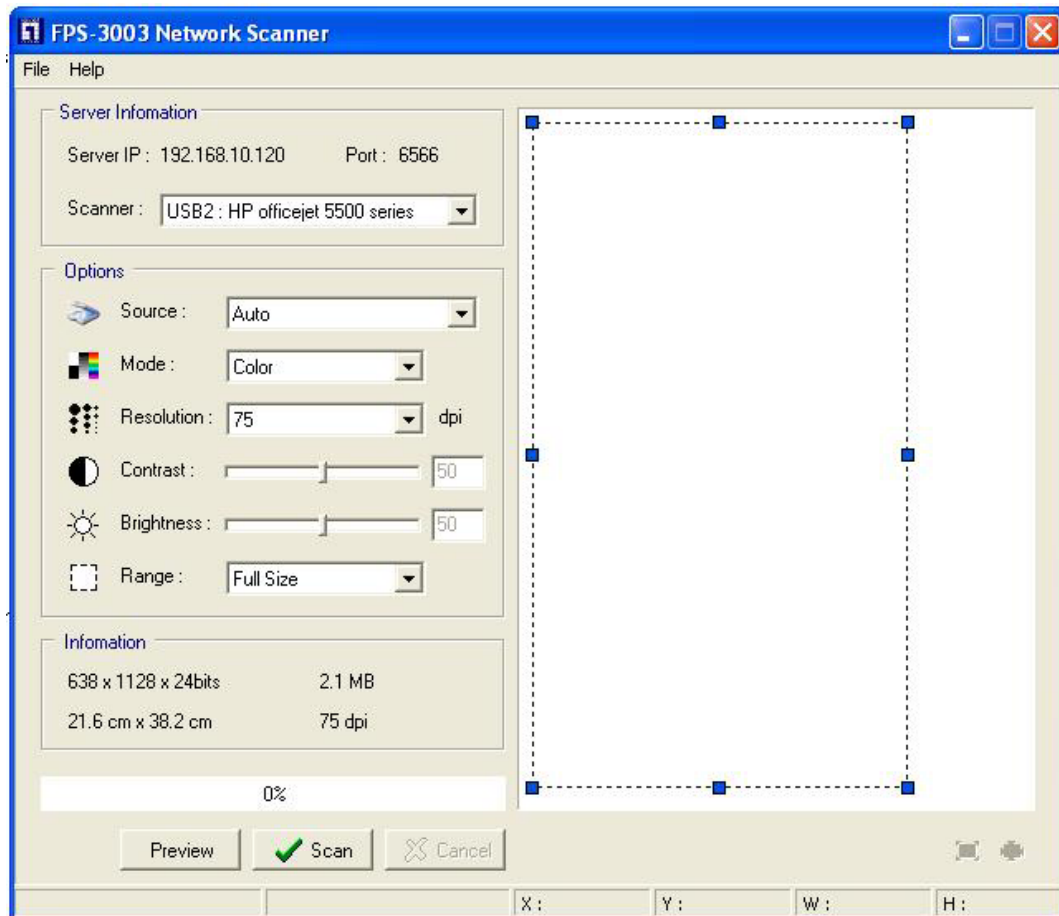 FPS-3003 Network Scanner
File Help
Server Infomation
Server IP : 192.168.10.120 Port : 6566
Scanner : USB2 : HP officejet 5500 series
Options
Source : Auto
Mode : Color
Resolution : 75 dpi
Contrast : 50
Brightness : 50
Range : Full Size
Infomation
638 x 1128 x 24bits 2.1 MB
21.6 cm x 38.2 cm 75 dpi
0%
Preview Scan Cancel
X : Y : W : H :